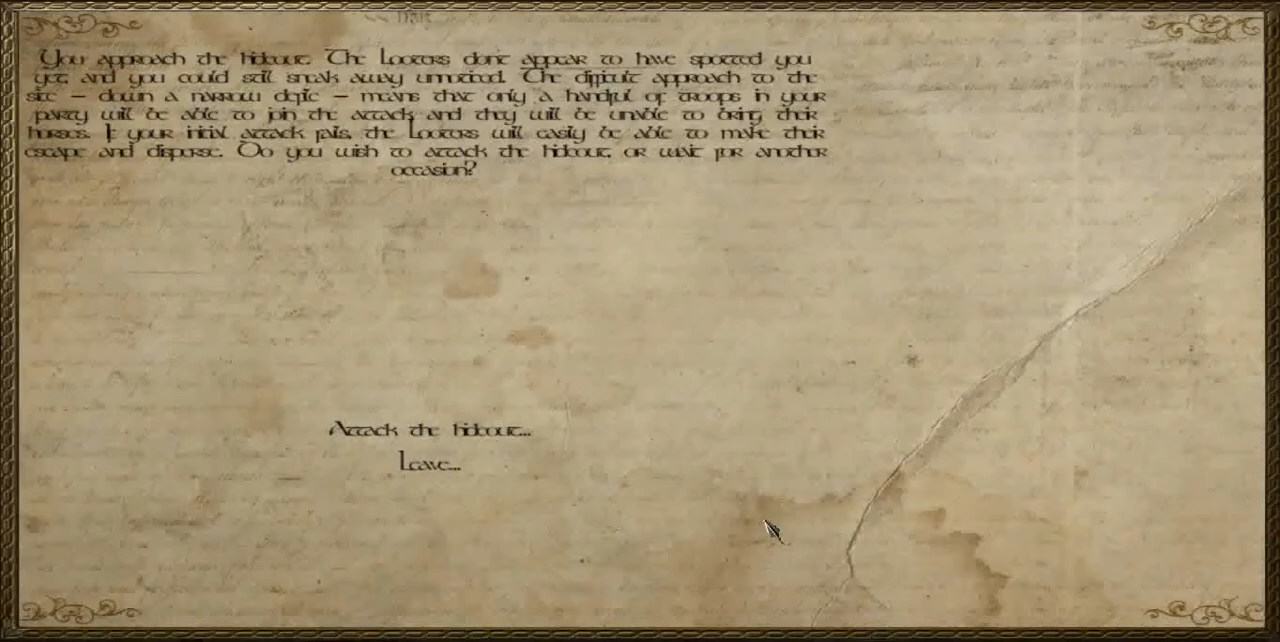 You approach the hideout. The Looters don't appear to have spotted you
yet and you could still sneak away unnoticed. The difficult approach to the
site - down a narrow defile - means that only a handful of troops in your
party will be able to join the attack and they will be unable to bring their
horses. If your initial attack fails, the Looters will easily be able to make their
escape and disperse. Do you wish to attack the hideout, or wait for another
occasion?
Attack the hideout...
Leave...